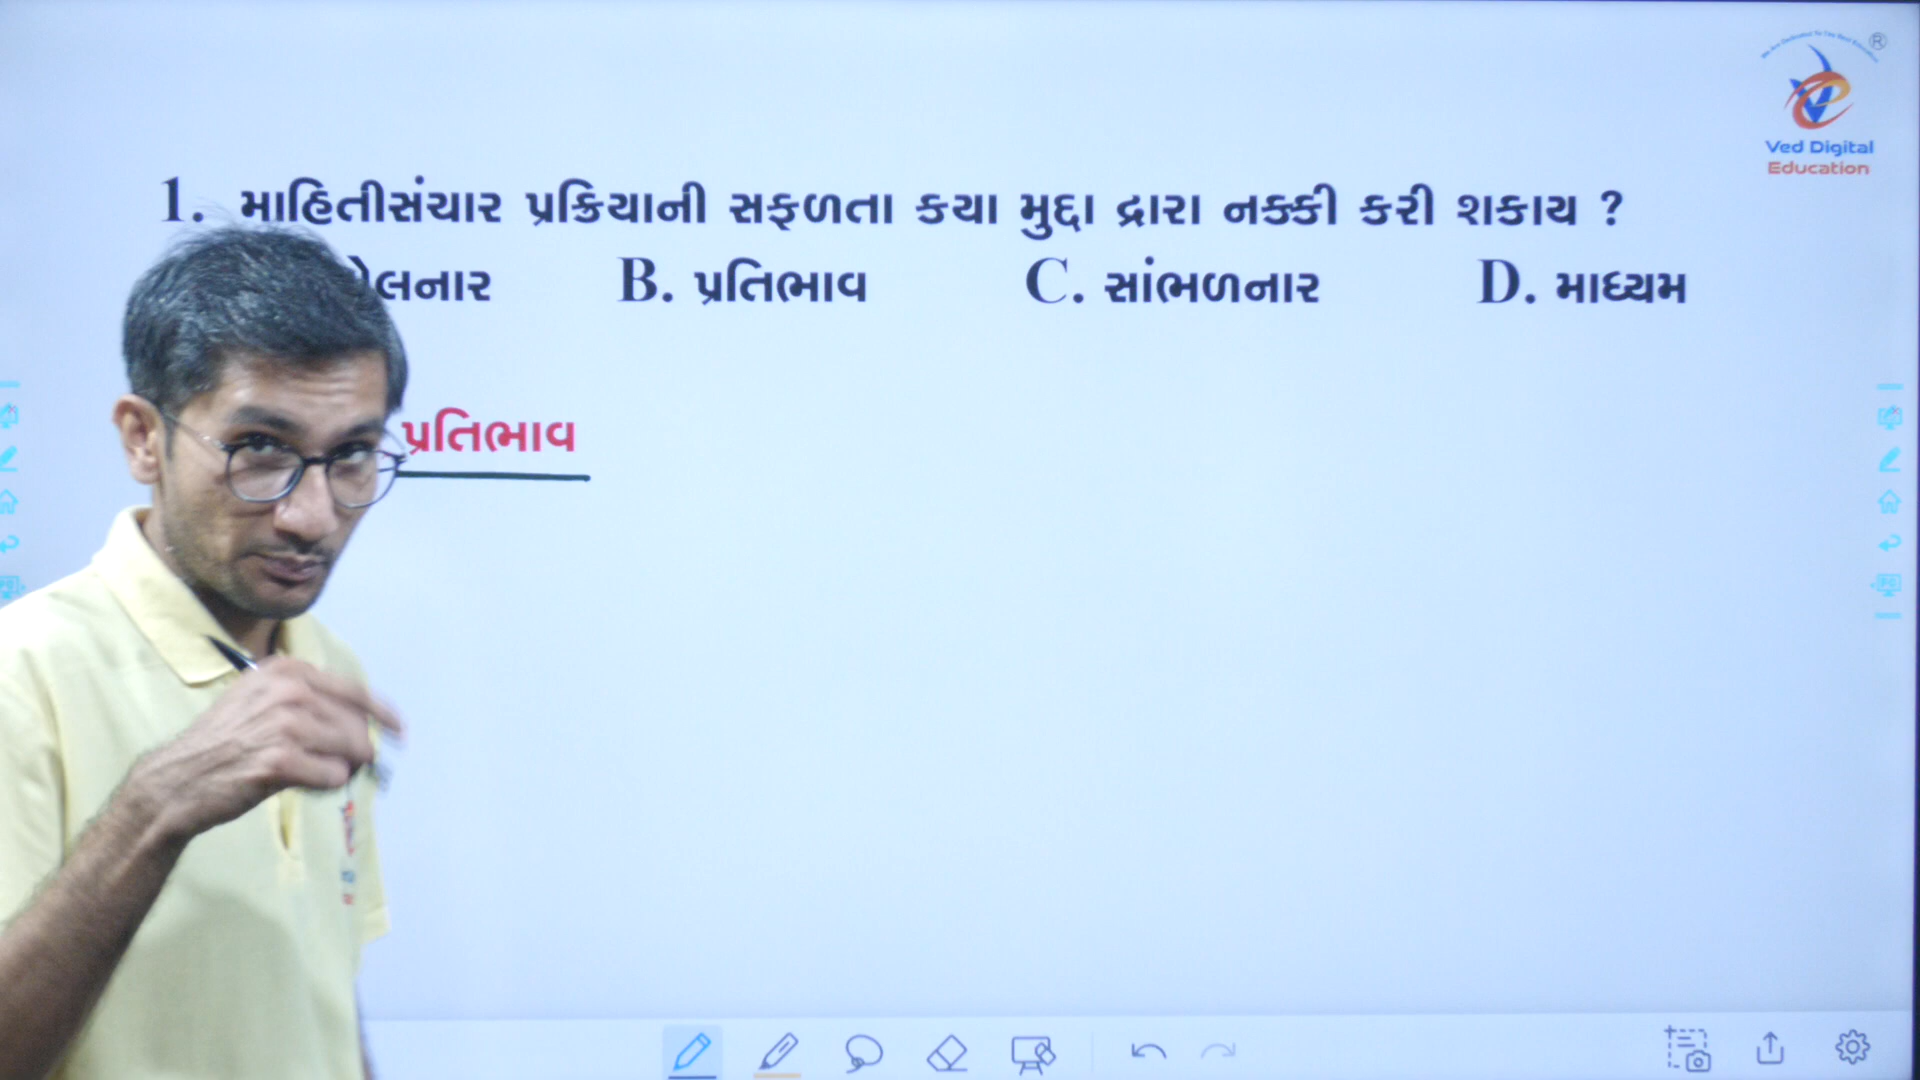 1. માહિતીસંચાર પ્રક્રિયાની સફળતા કયા મુદ્દા દ્વારા નક્કી કરી શકાય ?
B. પ્રતિભાવ C. સાંભળનાર D. માધ્યમ
પ્રતિભાવ
Ved Digital
Education